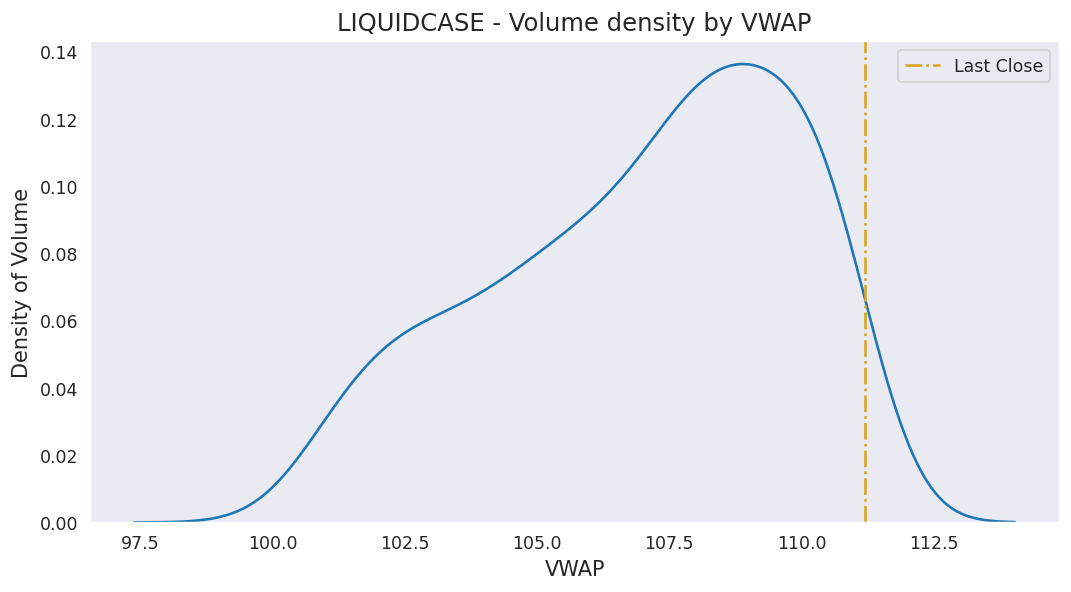 LIQUIDCASE - Volume density by VWAP
Last Close
Density of Volume
0.14
0.12
0.10
0.08
0.06
0.04
0.02
0.00
97.5 100.0 102.5 105.0 107.5 110.0 112.5
VWAP